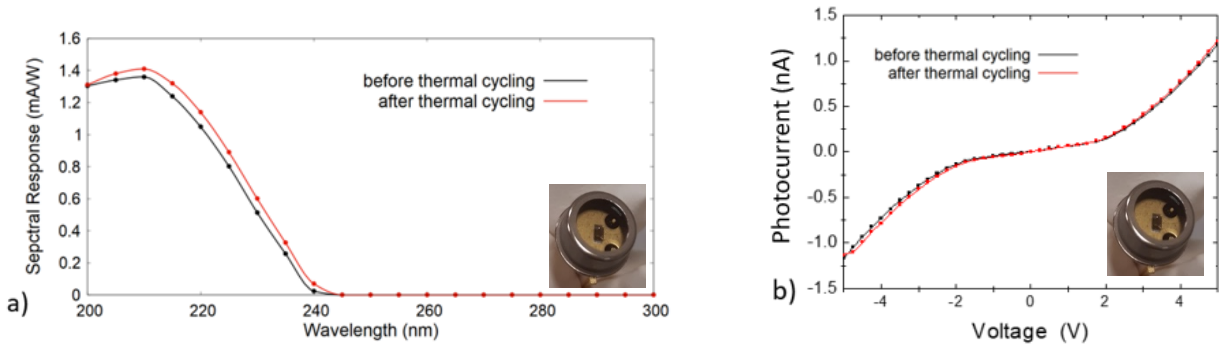 1.6
1.4
1.2
1
0.8
0.6
0.4
0.2
0
200
220
240
260
280
300
Sepctral Response (mA/W)
Wavelength (nm)
before thermal cycling
after thermal cycling
a)
1.5
1.0
0.5
0.0
-0.5
-1.0
-1.5
-4
-2
0
2
4
Photocurrent (nA)
Voltage (V)
before thermal cycling
after thermal cycling
b)